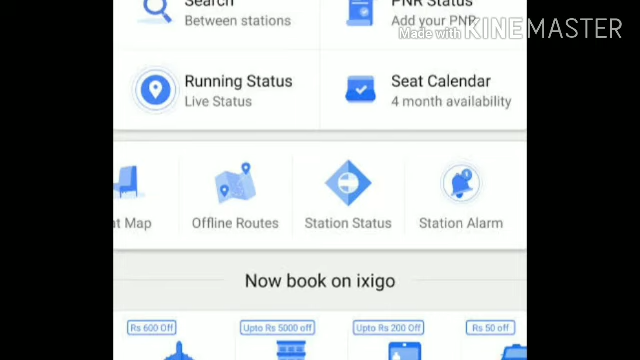 Search
PNR Status
Between stations
Add your PNR
Made with KINEMASTER
Running Status
Seat Calendar
Live Status
4 month availability
at Map
Offline Routes
Station Status
Station Alarm
Now book on ixigo
Rs 600 Off
Upto Rs 5000 off
Upto Rs 200 Off
Rs 50 off